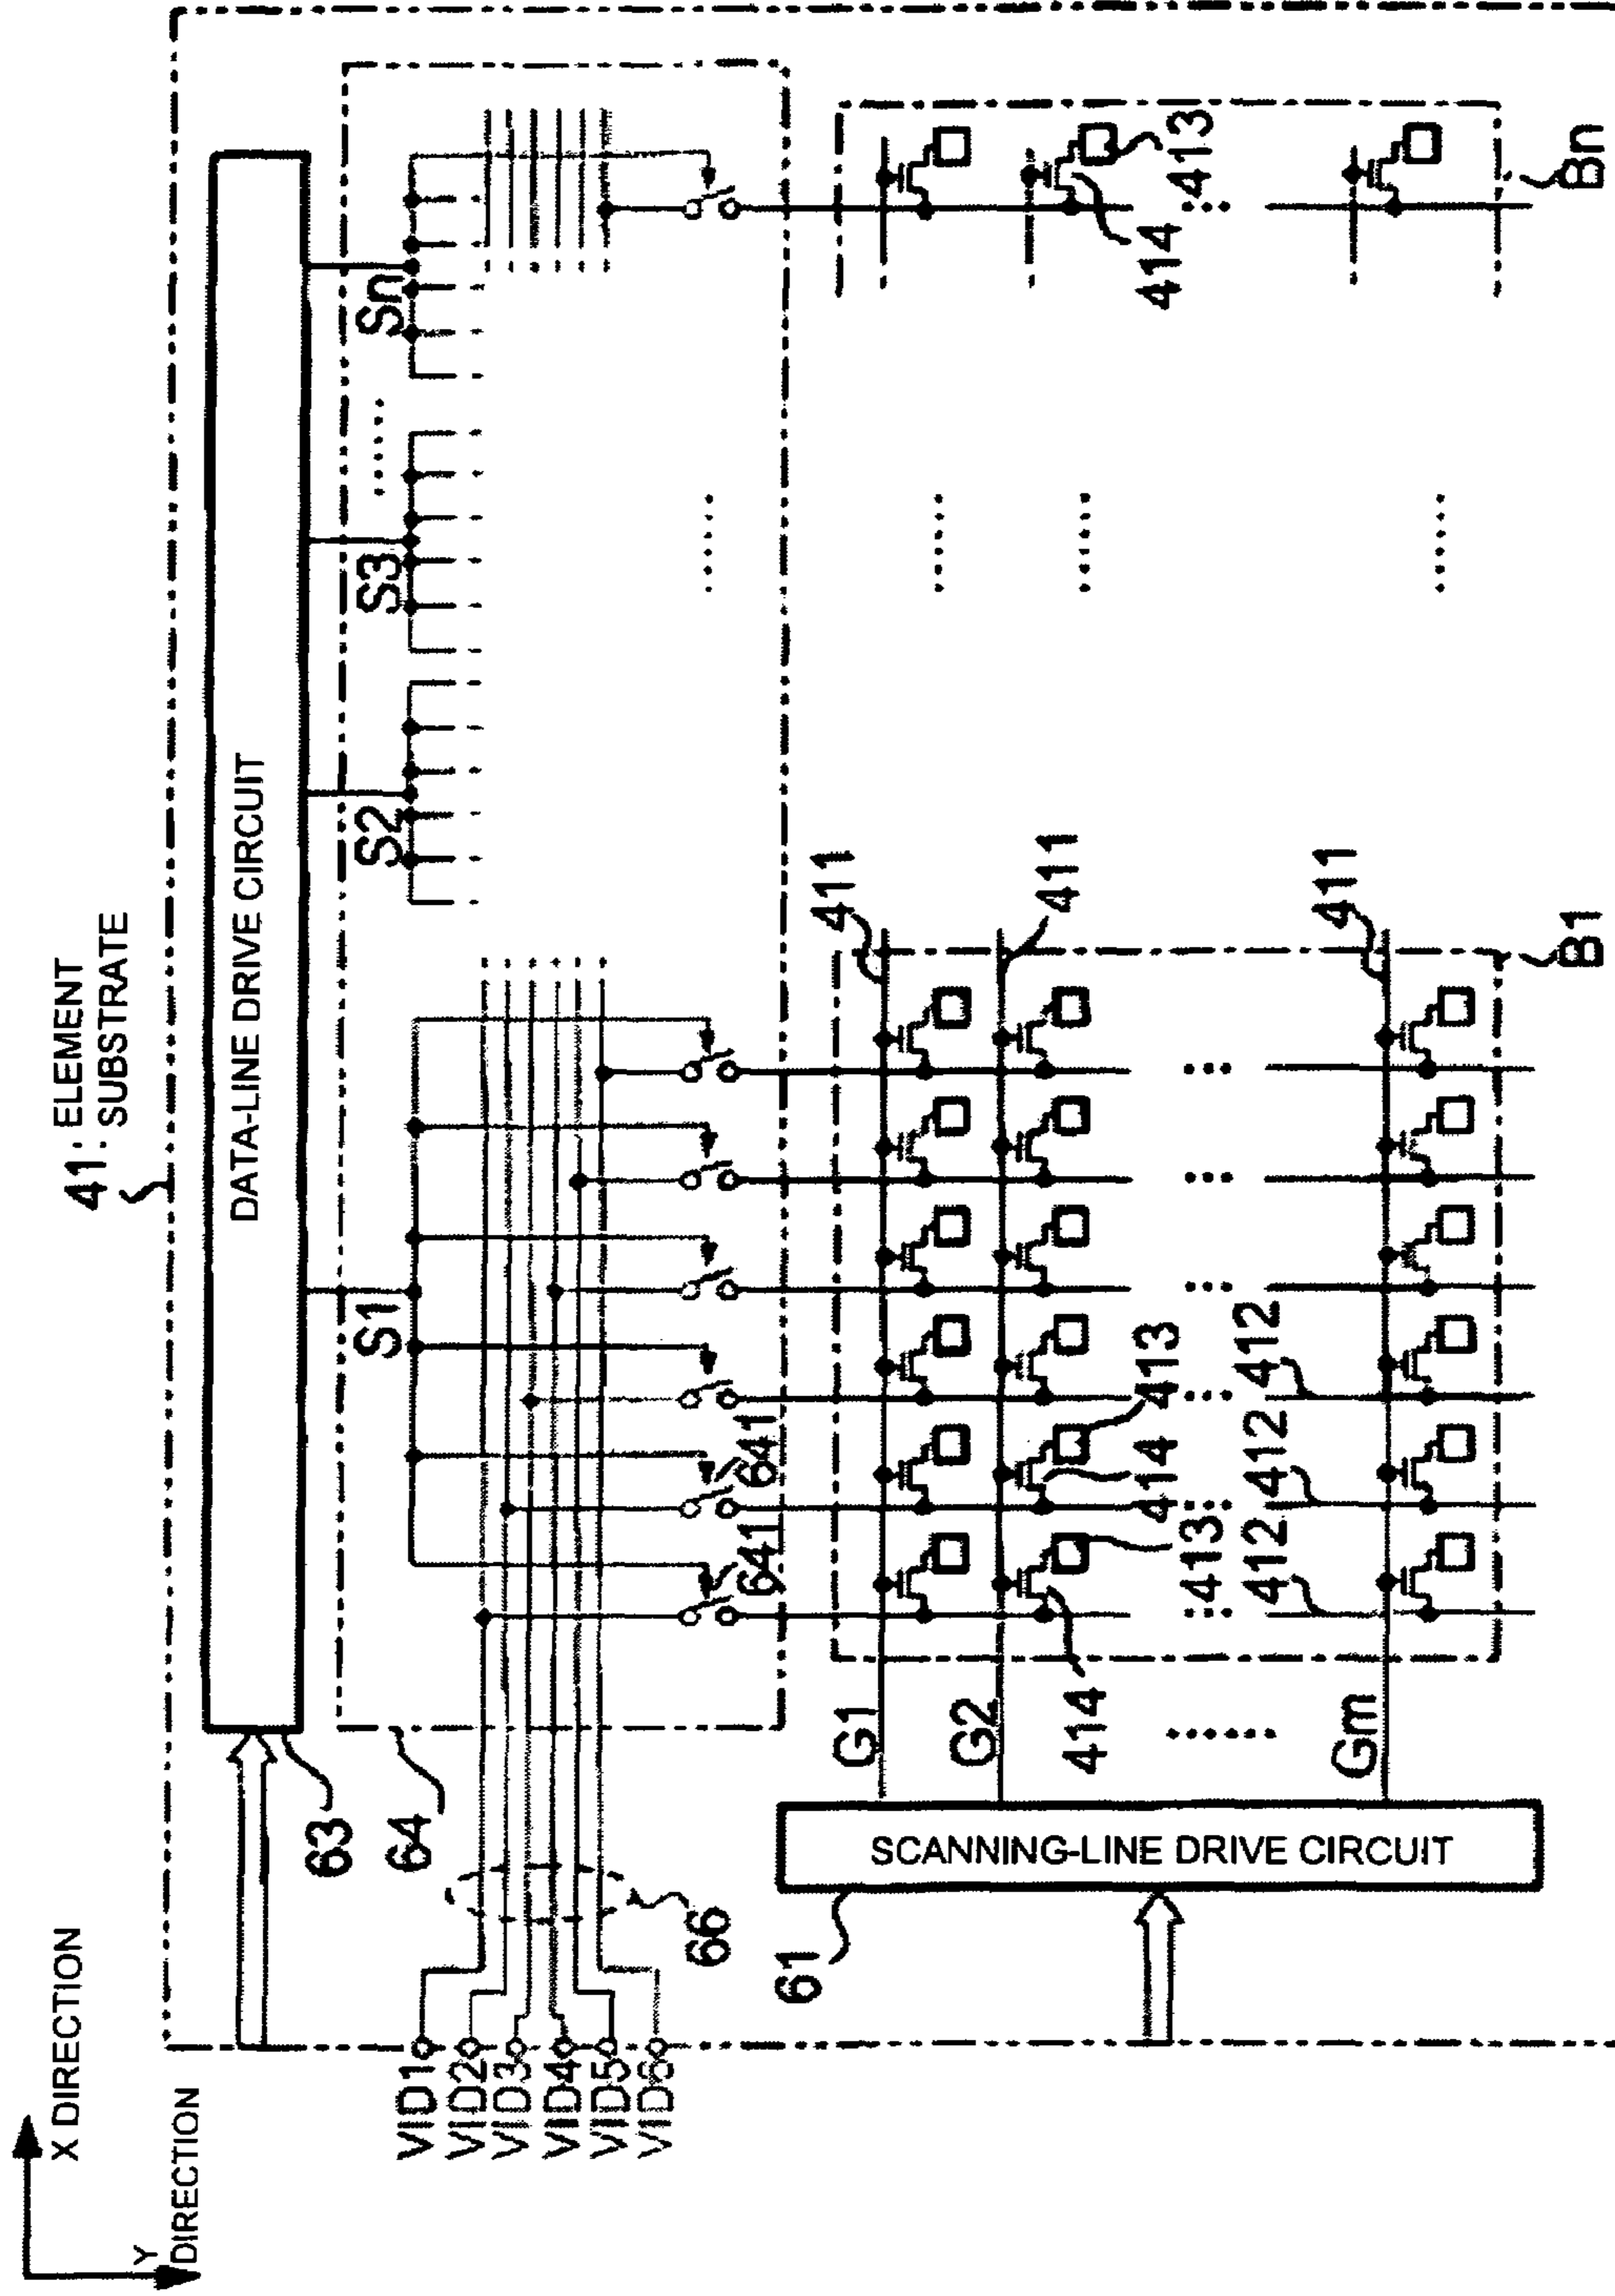 X DIRECTION
Y
DIRECTION
41: ELEMENT
SUBSTRATE
DATA-LINE DRIVE CIRCUIT
63
64
S1
S2
S3
......
Sn
VID1
VID2
VID3
VID4
VID5
VID6
66
641
641
......
61
SCANNING-LINE DRIVE CIRCUIT
G1
G2
......
Gm
411
411
411
414
413
414
413
412
412
412
414
413
B1
Bn